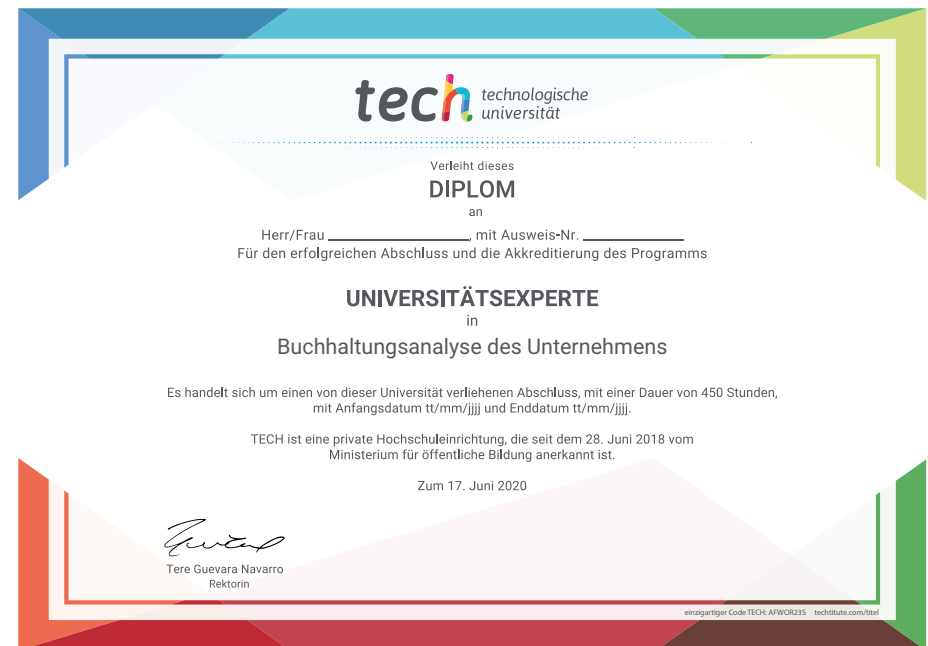 tech technologische
universität
Verleiht dieses
DIPLOM
an
Herr/Frau ____________________, mit Ausweis-Nr. ______________
Für den erfolgreichen Abschluss und die Akkreditierung des Programms
UNIVERSITÄTSEXPERTE
in
Buchhaltungsanalyse des Unternehmens
Es handelt sich um einen von dieser Universität verliehenen Abschluss, mit einer Dauer von 450 Stunden,
mit Anfangsdatum tt/mm/jjjj und Enddatum tt/mm/jjjj.
TECH ist eine private Hochschuleinrichtung, die seit dem 28. Juni 2018 vom
Ministerium für öffentliche Bildung anerkannt ist.
Zum 17. Juni 2020
Tere Guevara Navarro
Rektorin
einzigartiger Code TECH: AFWOR23S techtitute.com/titel